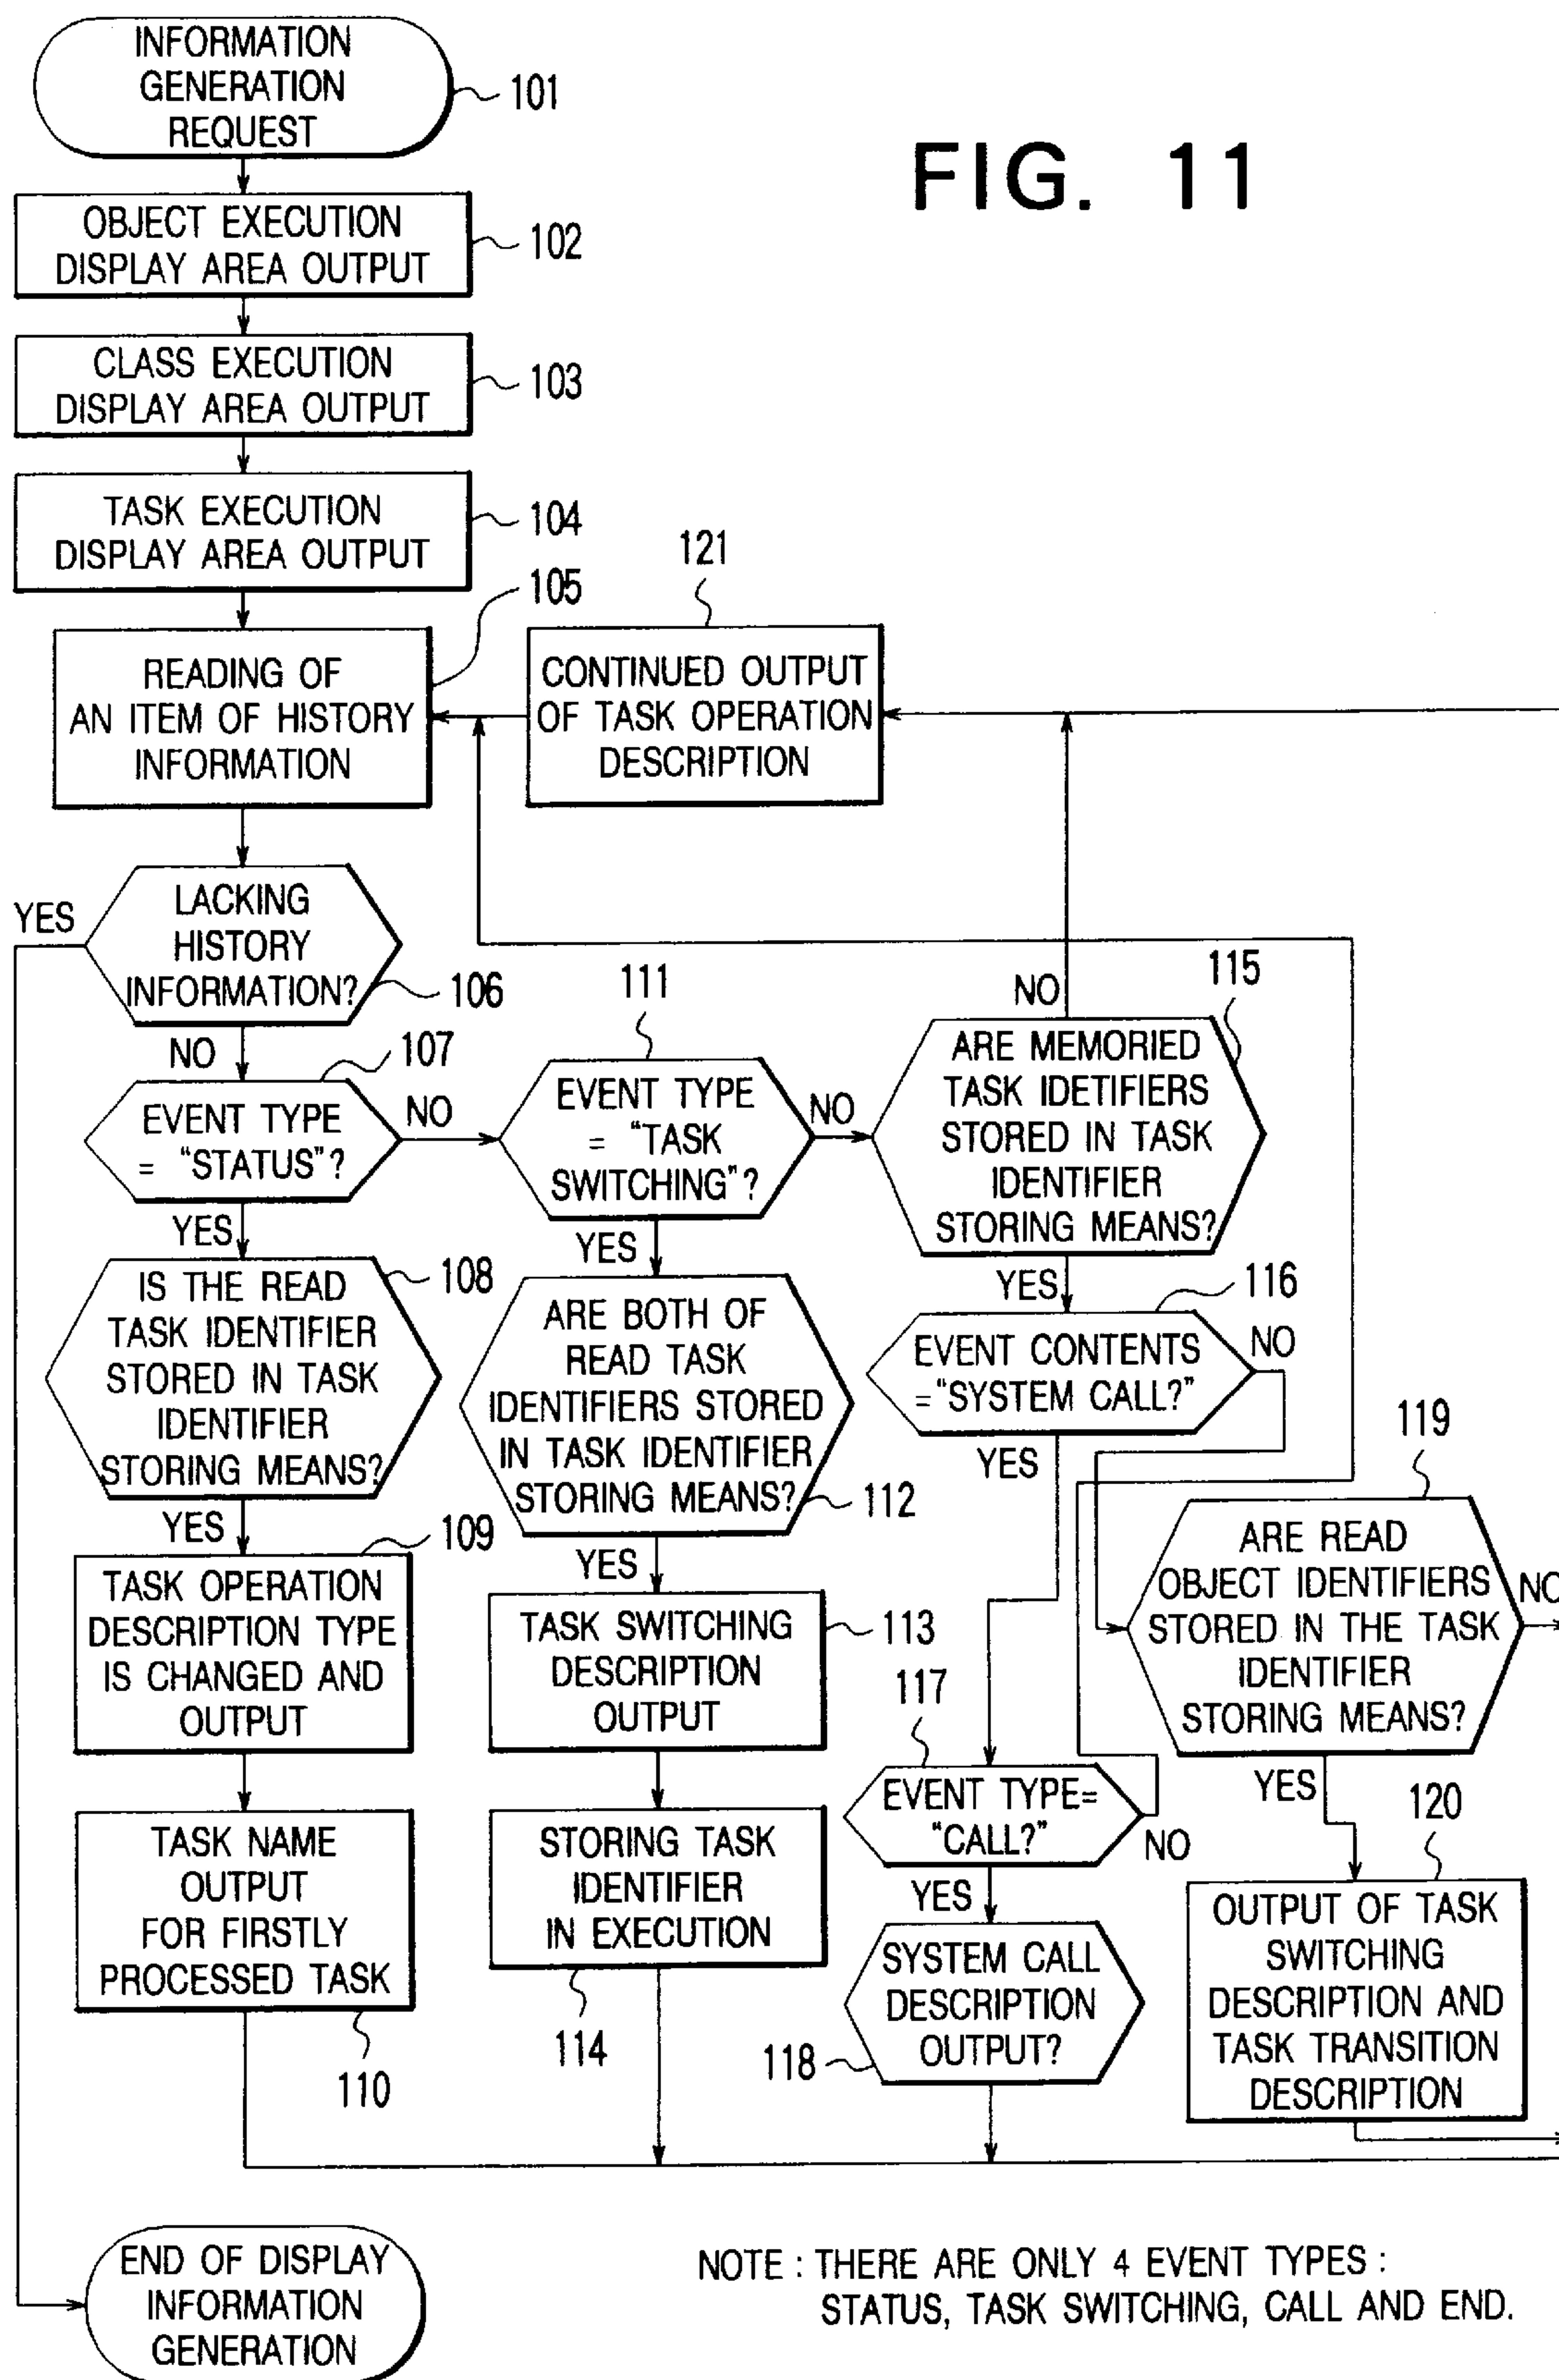 INFORMATION
GENERATION
REQUEST
101
FIG. 11
OBJECT EXECUTION
DISPLAY AREA OUTPUT
102
CLASS EXECUTION
DISPLAY AREA OUTPUT
103
TASK EXECUTION
DISPLAY AREA OUTPUT
104
105
READING OF
AN ITEM OF HISTORY
INFORMATION
121
CONTINUED OUTPUT
OF TASK OPERATION
DESCRIPTION
YES
LACKING
HISTORY
INFORMATION?
106
NO
107
EVENT TYPE
= "STATUS"?
NO
YES
111
EVENT TYPE
= "TASK
SWITCHING"?
NO
YES
NO
115
ARE MEMORIED
TASK IDETIFIERS
STORED IN TASK
IDENTIFIER
STORING MEANS?
YES
108
IS THE READ
TASK IDENTIFIER
STORED IN TASK
IDENTIFIER
STORING MEANS?
YES
ARE BOTH OF
READ TASK
IDENTIFIERS STORED
IN TASK IDENTIFIER
STORING MEANS?
112
YES
116
EVENT CONTENTS
="SYSTEM CALL?"
NO
YES
119
ARE READ
OBJECT IDENTIFIERS
STORED IN THE TASK
IDENTIFIER
STORING MEANS?
NO
YES
109
TASK OPERATION
DESCRIPTION TYPE
IS CHANGED AND
OUTPUT
TASK SWITCHING
DESCRIPTION
OUTPUT
113
117
EVENT TYPE=
"CALL?"
NO
YES
120
OUTPUT OF TASK
SWITCHING
DESCRIPTION AND
TASK TRANSITION
DESCRIPTION
TASK NAME
OUTPUT
FOR FIRSTLY
PROCESSED TASK
110
STORING TASK
IDENTIFIER
IN EXECUTION
114
SYSTEM CALL
DESCRIPTION
OUTPUT?
118
END OF DISPLAY
INFORMATION
GENERATION
NOTE : THERE ARE ONLY 4 EVENT TYPES :
STATUS, TASK SWITCHING, CALL AND END.